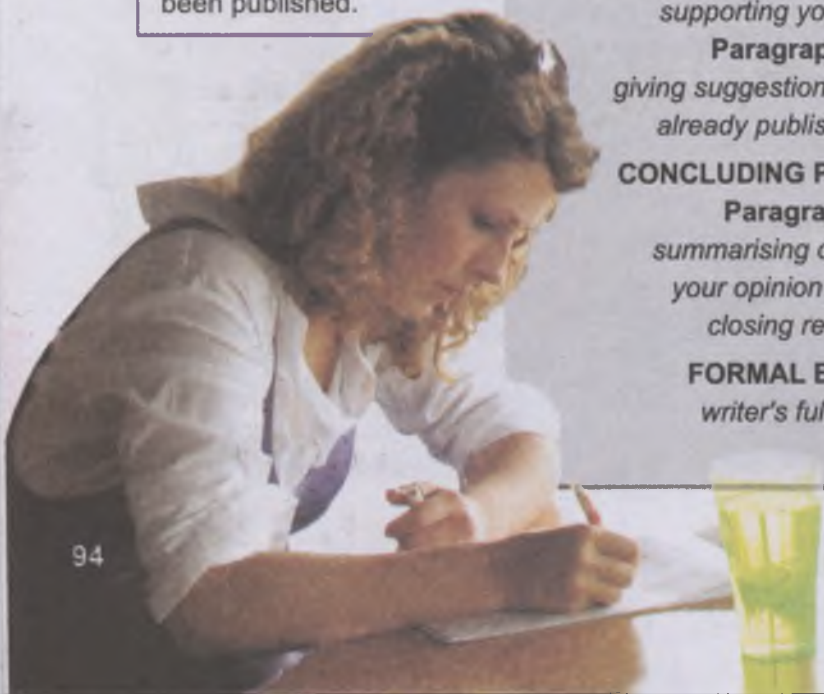 been published.
supporting yo
Paragrap
giving suggestion
already publis
CONCLUDING P
Paragra
summarising o
your opinion
closing re
FORMAL E
writer's ful
94